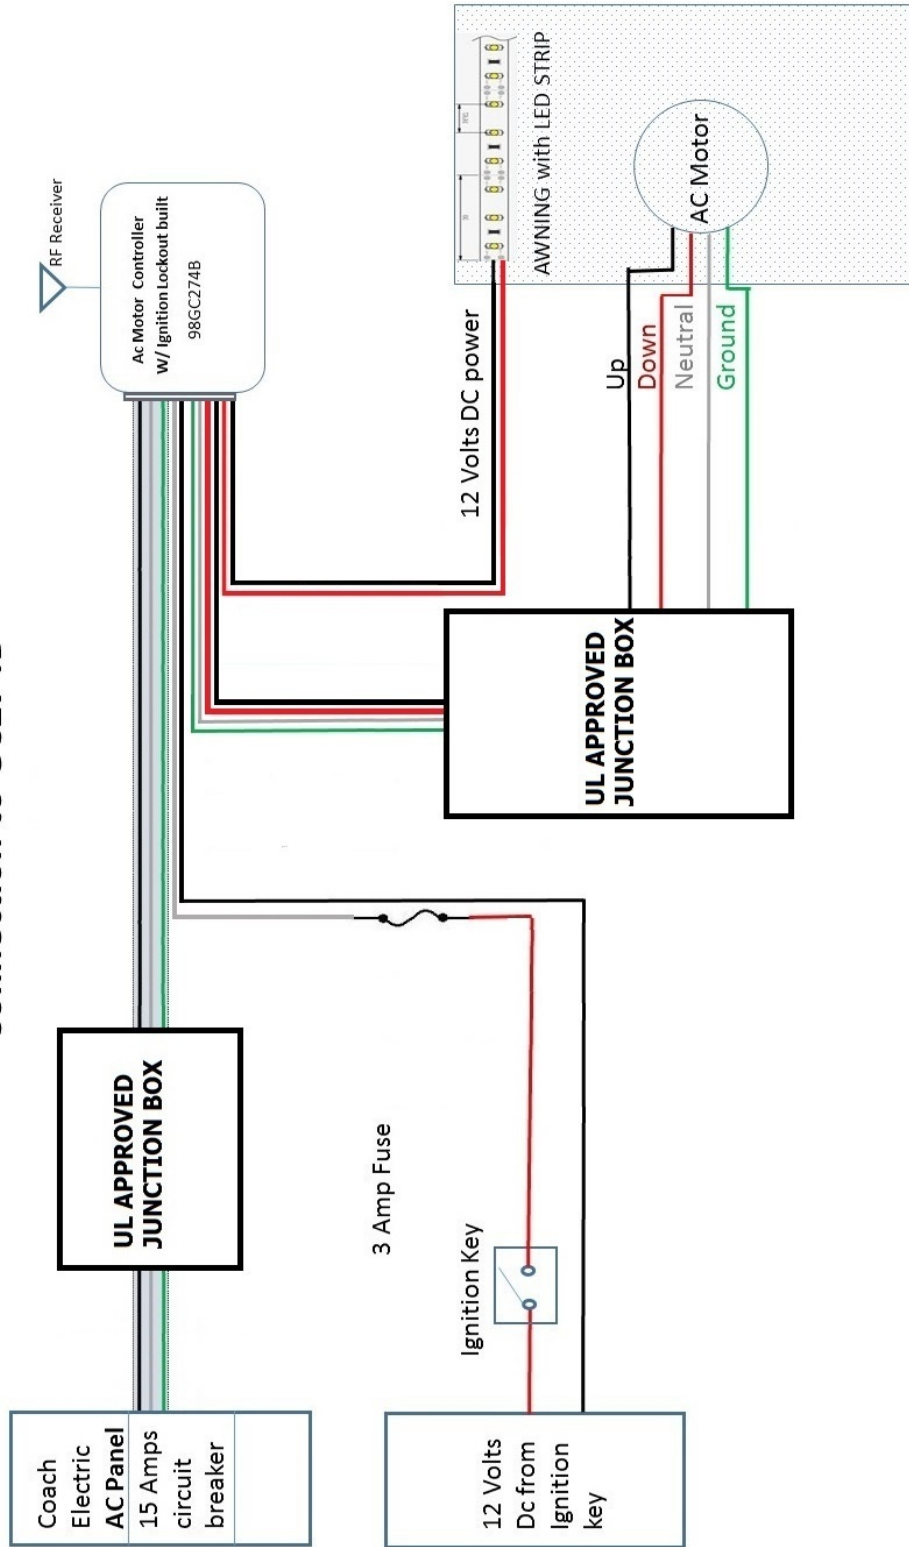 RF Receiver
Ac Motor Controller
W/ Ignition Lockout built
98GC274B
AWNING with LED STRIP
AC Motor
12 Volts DC power
Up
Down
Neutral
Ground
UL APPROVED
JUNCTION BOX
UL APPROVED
JUNCTION BOX
3 Amp Fuse
Ignition Key
Coach
Electric
AC Panel
15 Amps
circuit
breaker
12 Volts
Dc from
Ignition
key